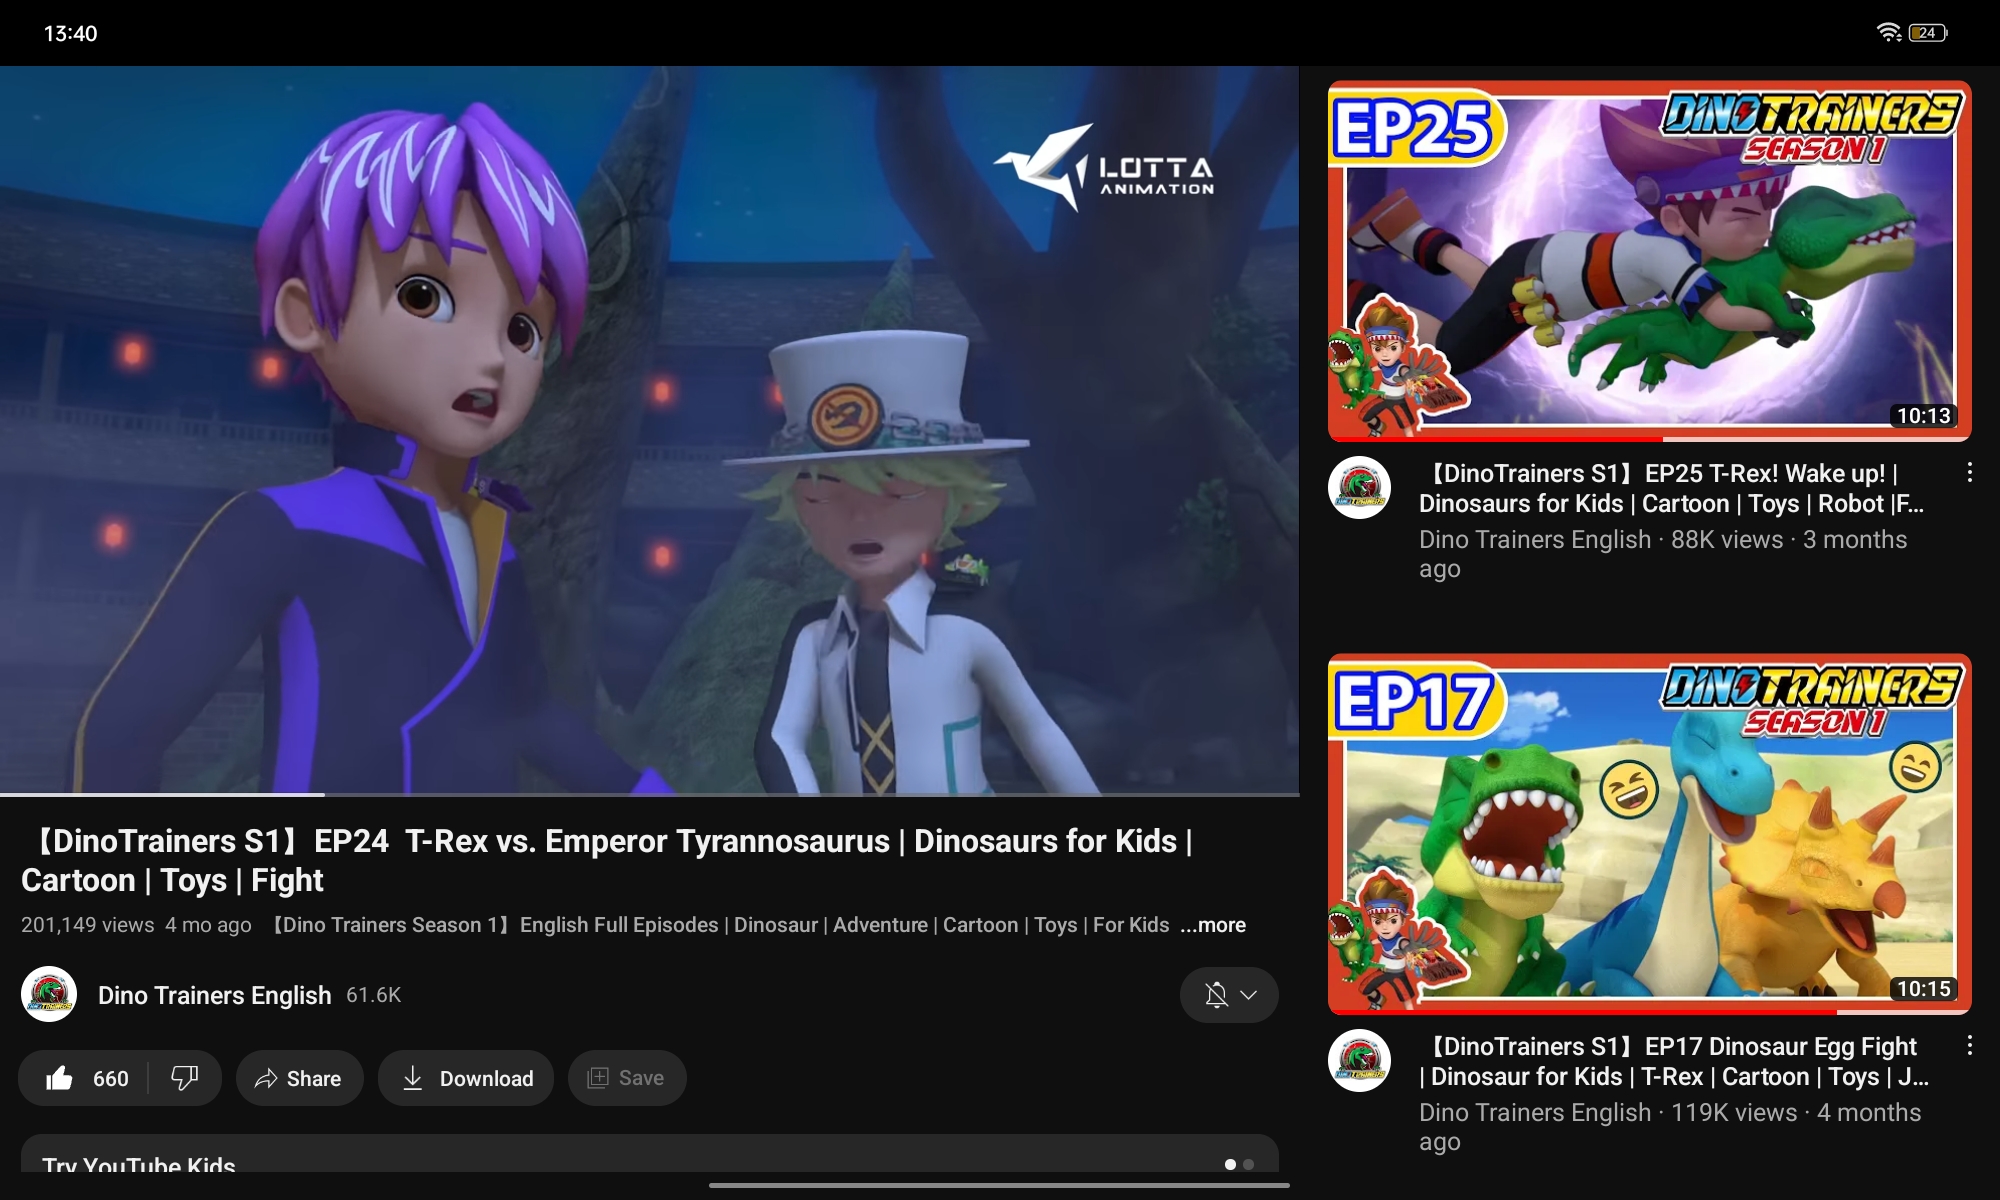 13:40
24
LOTTA
ANIMATION
【DinoTrainers S1】EP24 T-Rex vs. Emperor Tyrannosaurus | Dinosaurs for Kids |
Cartoon | Toys | Fight
201,149 views 4 mo ago 【Dino Trainers Season 1】English Full Episodes | Dinosaur | Adventure | Cartoon | Toys | For Kids ...more
Dino Trainers English 61.6K
660 Share Download Save
Try YouTube Kids
EP25
DINOTRAINERS
SEASON 1
10:13
【DinoTrainers S1】EP25 T-Rex! Wake up! |
Dinosaurs for Kids | Cartoon | Toys | Robot |F...
Dino Trainers English · 88K views · 3 months
ago
EP17
DINOTRAINERS
SEASON 1
10:15
【DinoTrainers S1】EP17 Dinosaur Egg Fight
| Dinosaur for Kids | T-Rex | Cartoon | Toys | J...
Dino Trainers English · 119K views · 4 months
ago